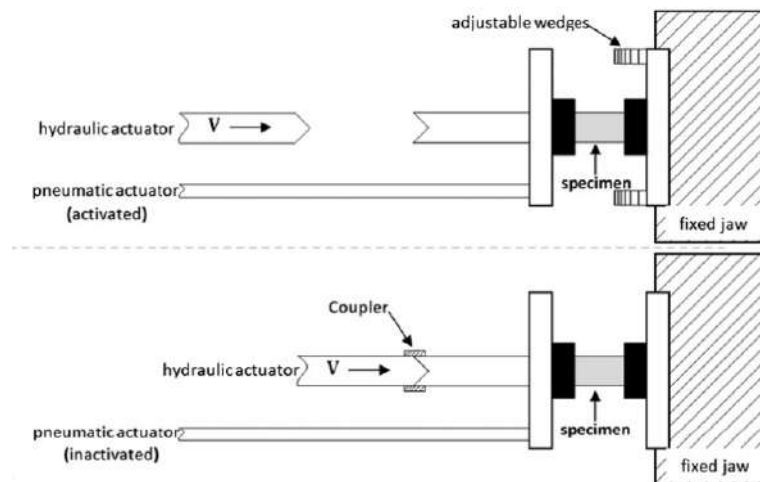 adjustable wedges
hydraulic actuator
V
pneumatic actuator
(activated)
specimen
fixed jaw
Coupler
hydraulic actuator
V
pneumatic actuator
(inactivated)
specimen
fixed jaw